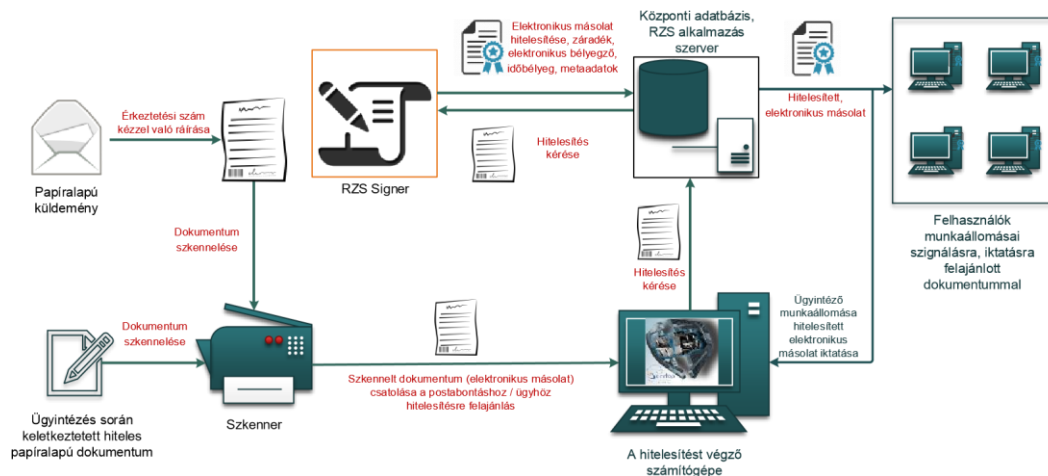 Elektronikus másolat
hitelesítése, záradék,
elektronikus bélyegző,
időbélyeg, metaadatok
Központi adatbázis,
RZS alkalmazás
szerver
Érkeztetési szám
kézzel való ráírása
Hitelesített,
elektronikus másolat
Hitelesítés
kérése
Papíralapú
küldemény
RZS Signer
Dokumentum
szkennelése
Felhasználók
munkaállomásai
szignálásra, iktatásra
felajánlott
dokumentummal
Hitelesítés
kérése
Dokumentum
szkennelése
Ügyintéző
munkaállomása
hitelesített
elektronikus
másolat iktatása
Szkennelt dokumentum (elektronikus másolat)
csatolása a postabontáshoz / ügyhöz
hitelesítésre felajánlás
Ügyintézés során
keletkeztetett hiteles
papíralapú dokumentum
Szkenner
A hitelesítést végző
számítógépe